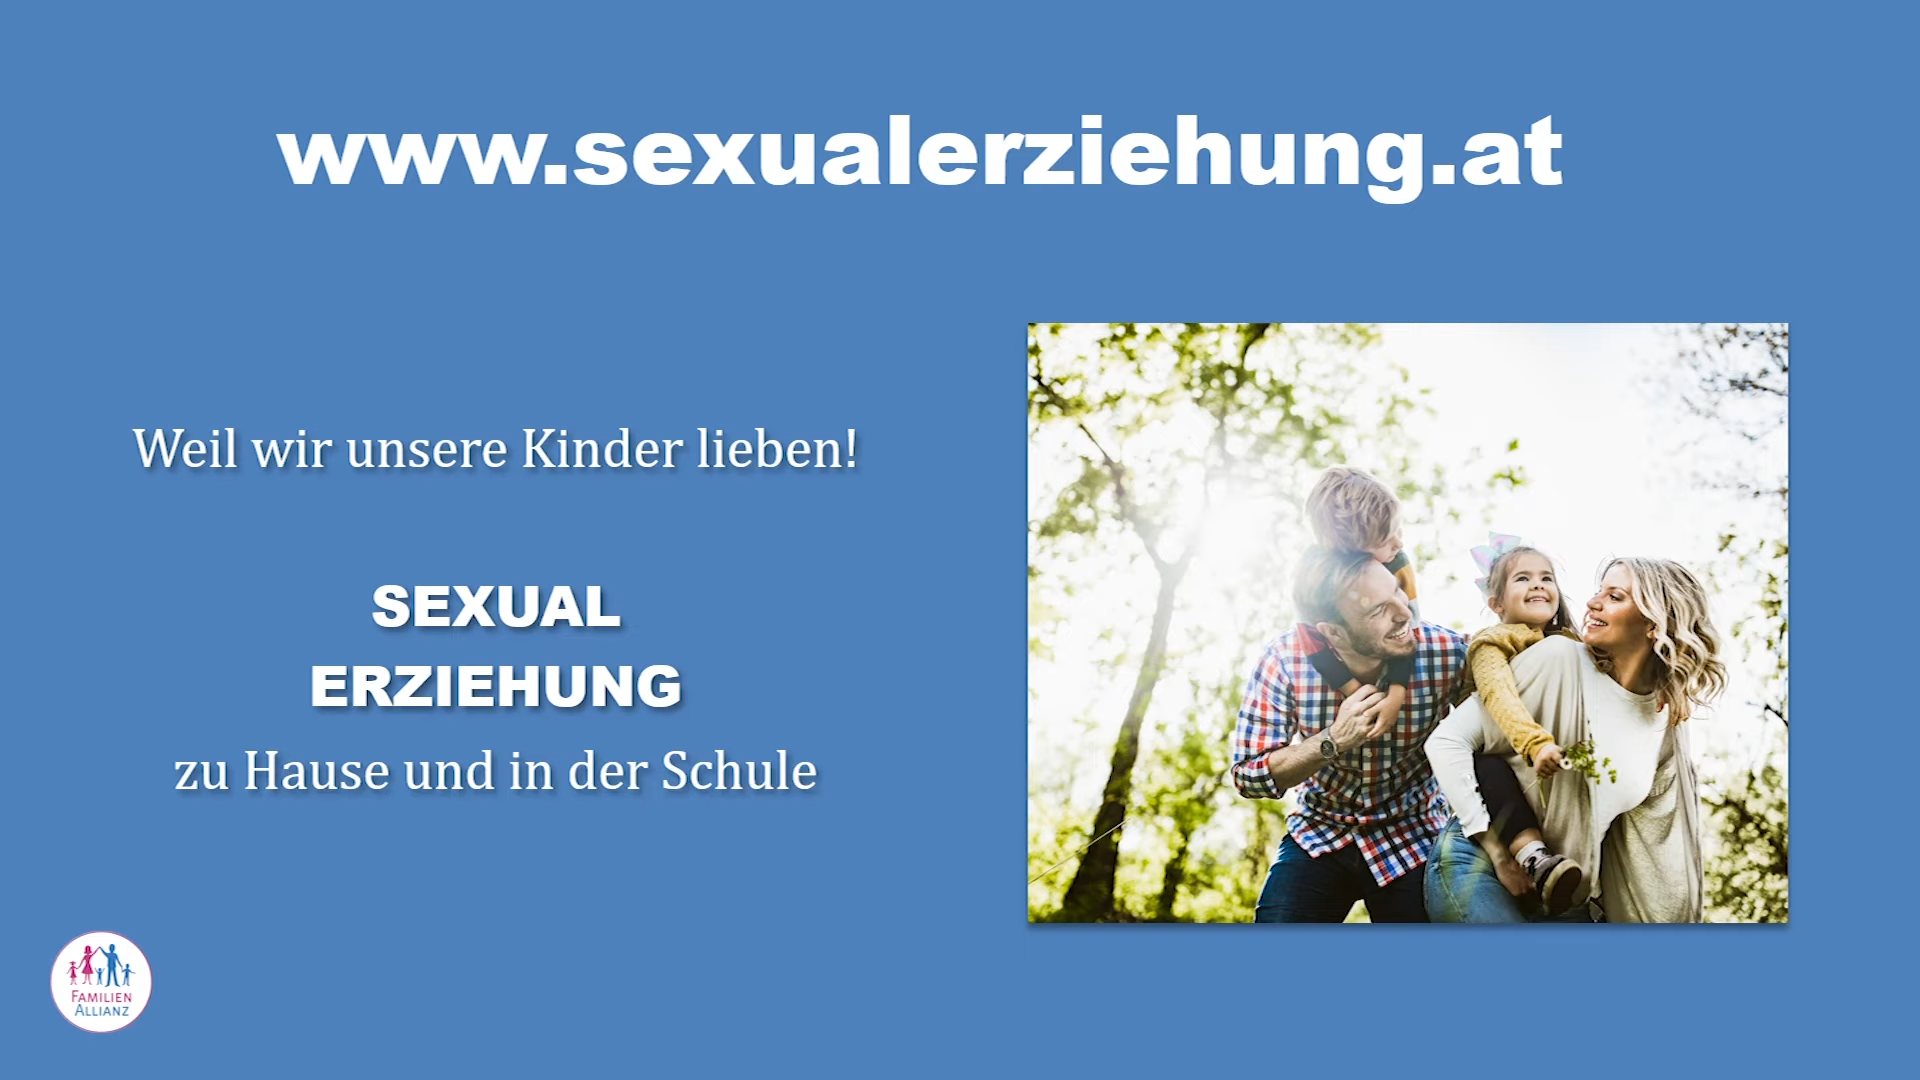 www.sexualerziehung.at
Weil wir unsere Kinder lieben!
SEXUAL
ERZIEHUNG
zu Hause und in der Schule
FAMILIEN
ALLIANZ